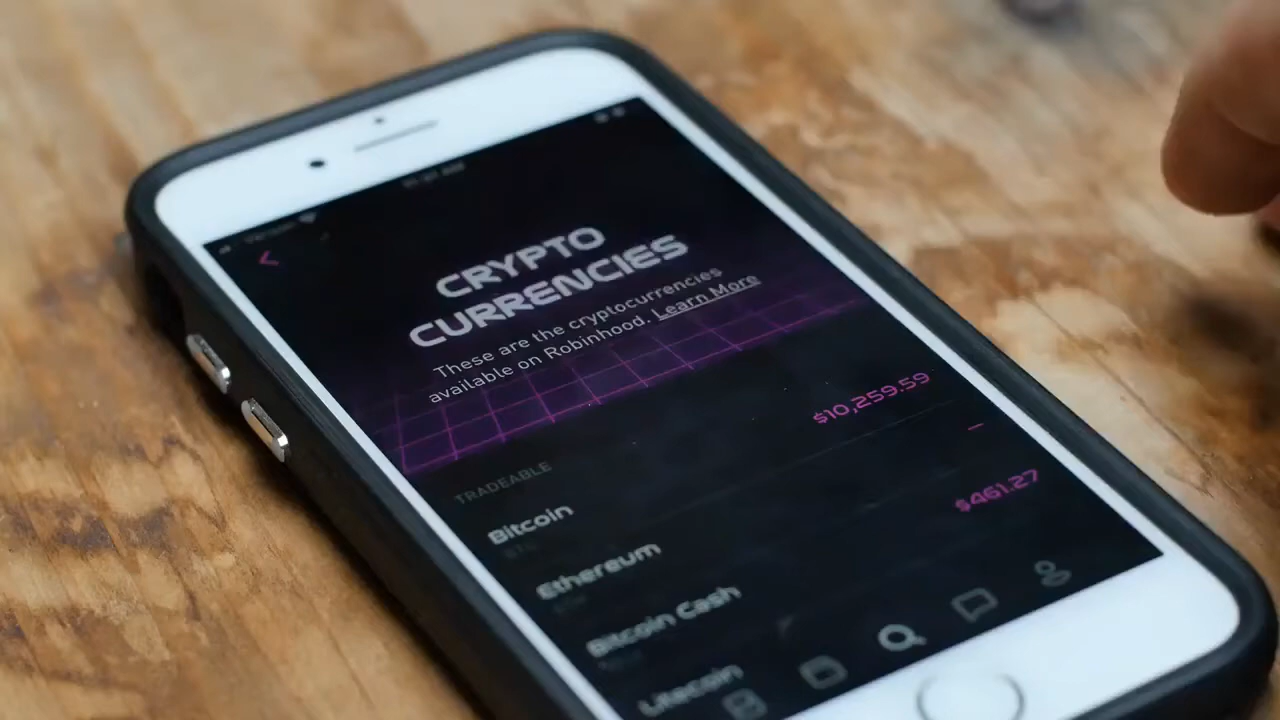 CRYPTO
CURRENCIES
These are the cryptocurrencies
available on Robinhood. Learn More
TRADEABLE
Bitcoin $10,259.59
Ethereum –
Bitcoin Cash $461.27
Litecoin